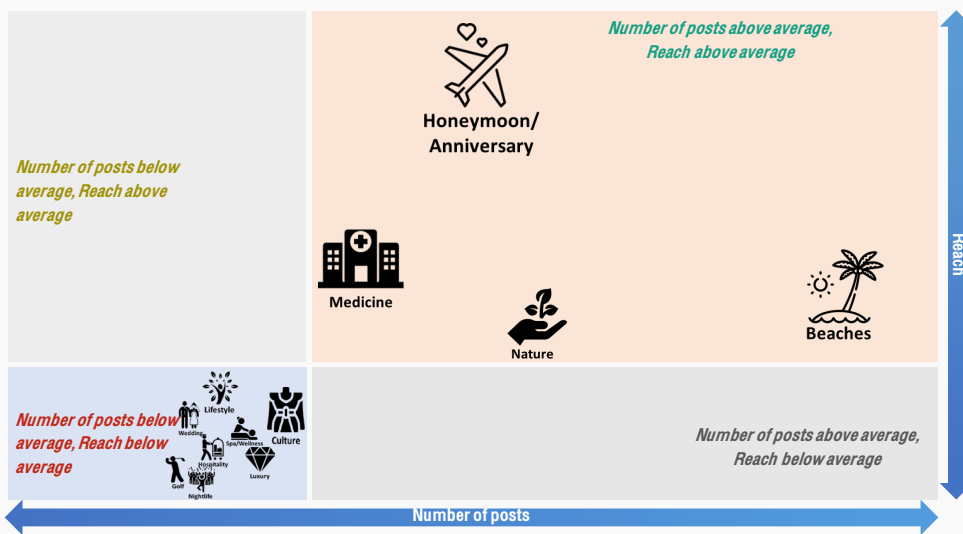 Number of posts above average,
Reach above average
Honeymoon/
Anniversary
Number of posts below
average, Reach above
average
Reach
Medicine
Beaches
Nature
Number of posts below
average, Reach below
average
Lifestyle
Wedding
Culture
Spa/Wellness
Hospitality
Luxury
Golf
Nightlife
Number of posts above average,
Reach below average
Number of posts